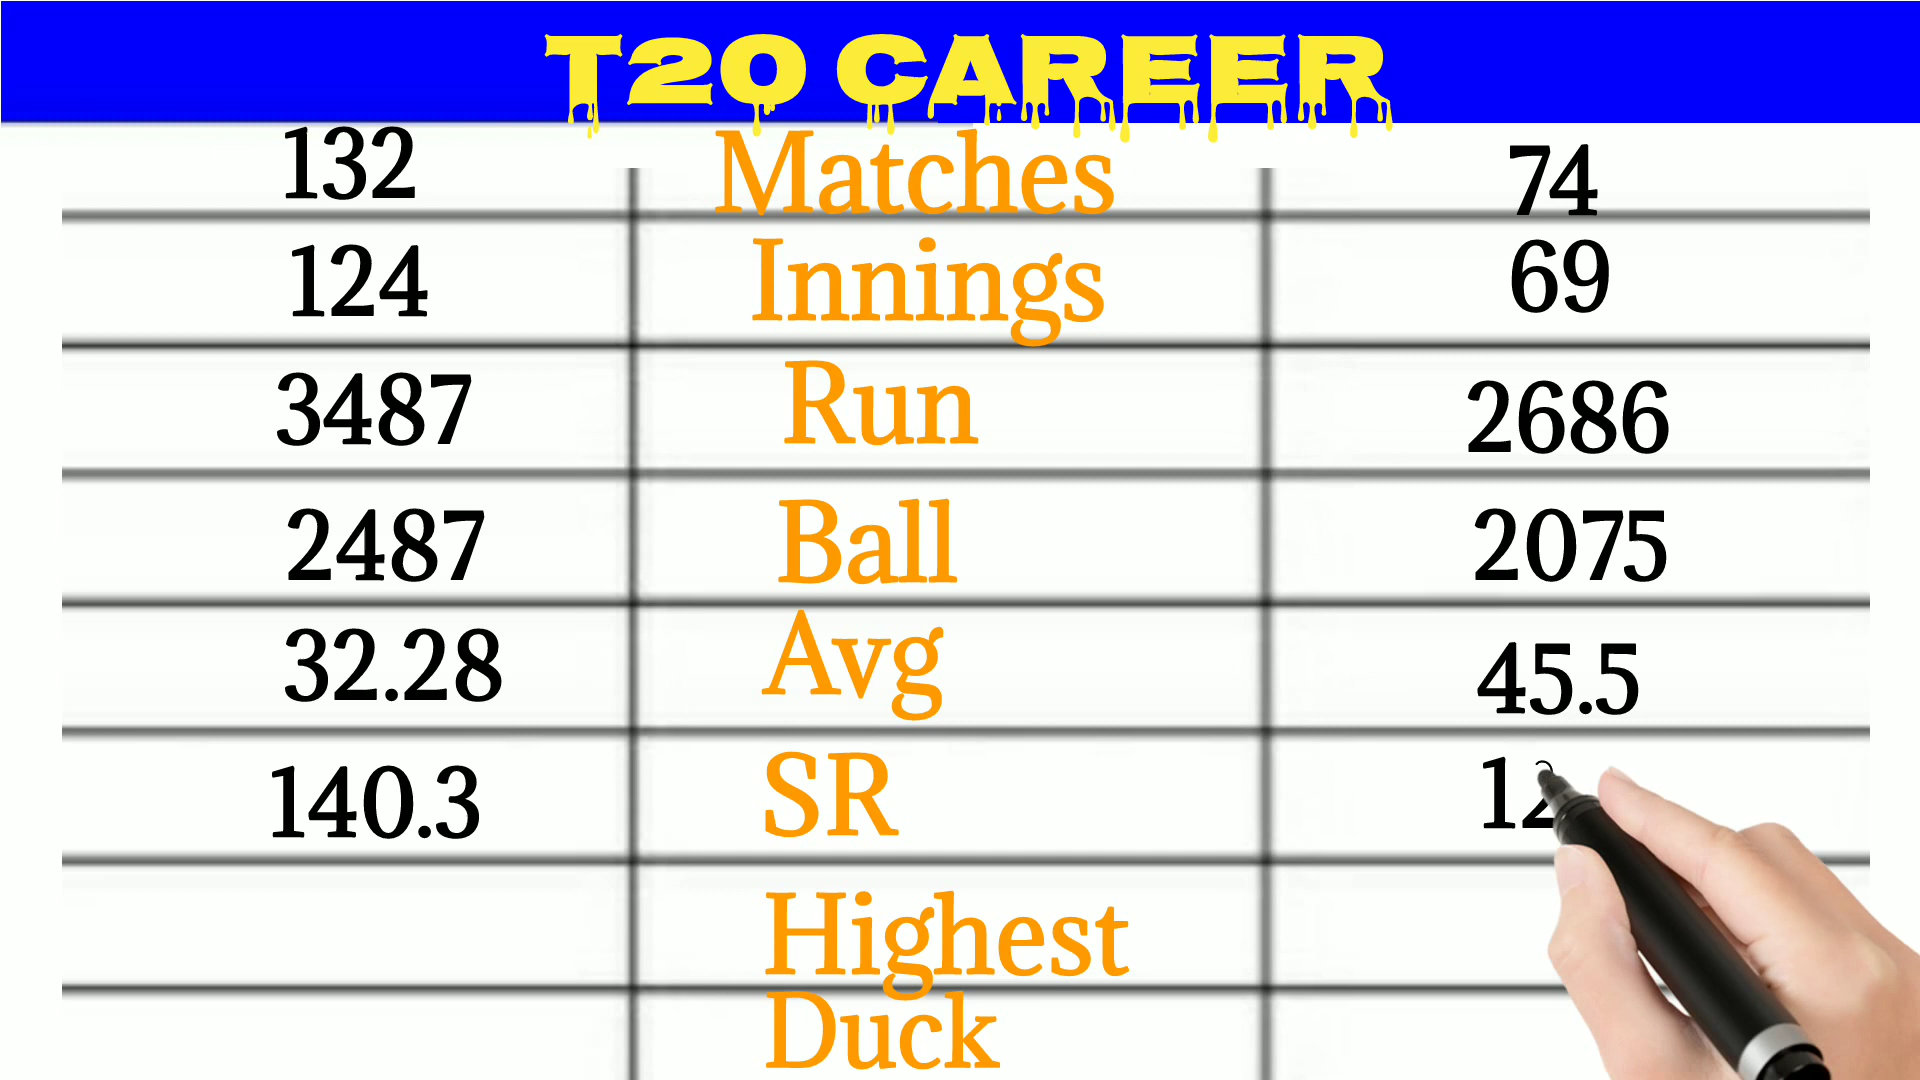 T20 CAREER
132 Matches 74
124 Innings 69
3487 Run 2686
2487 Ball 2075
32.28 Avg 45.5
140.3 SR 12
Highest
Duck